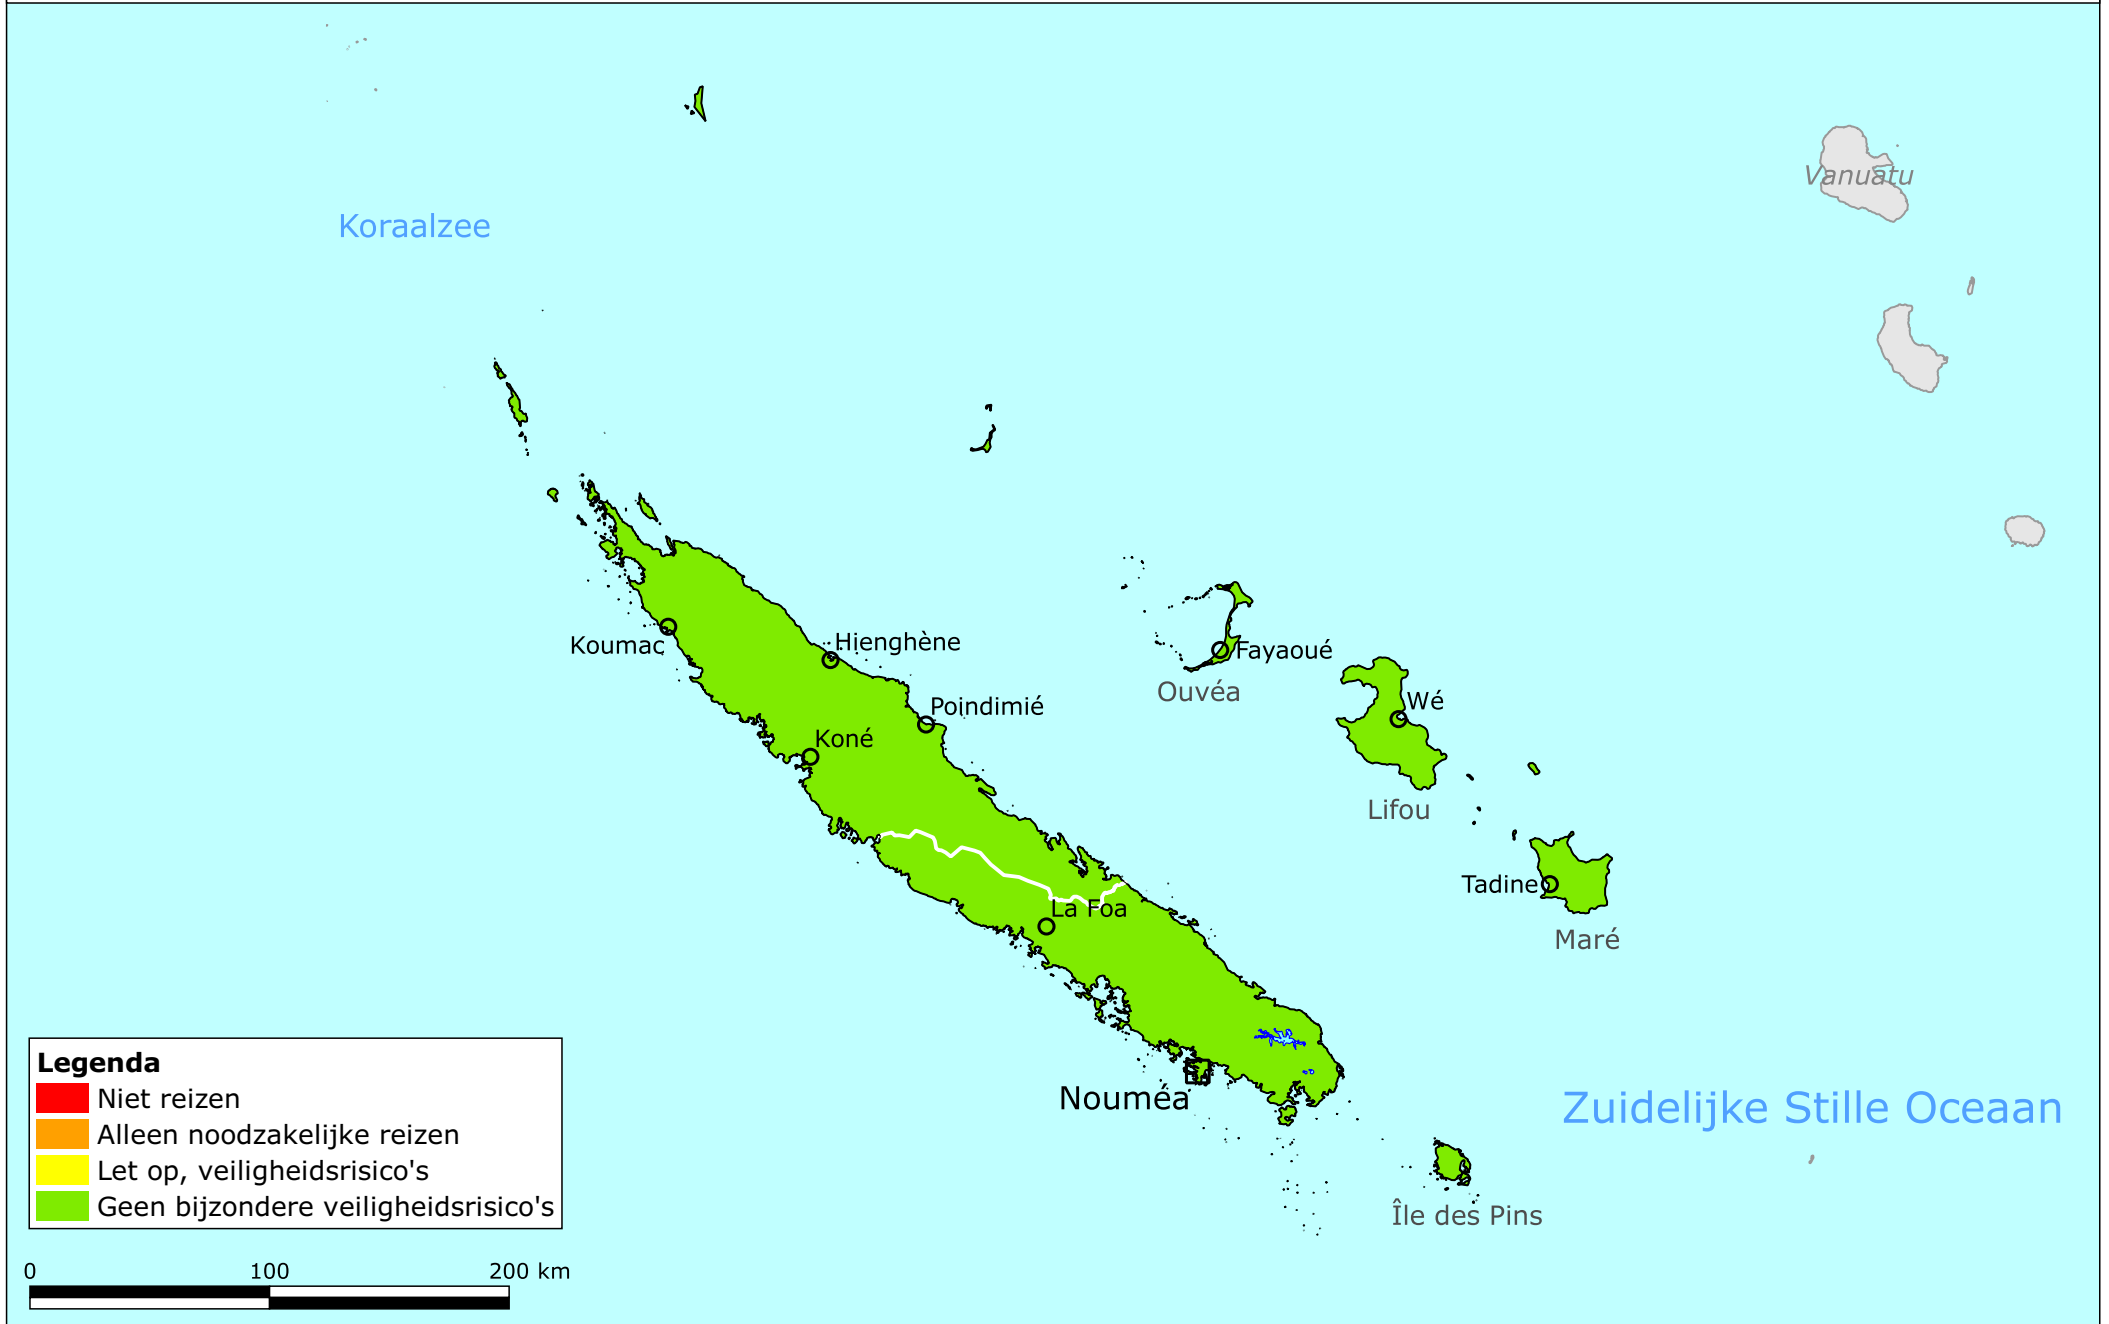 Vanuatu
Koraalzee
Koumac
Hienghène
Fayaoué
Ouvéa
Poindimié
Wé
Koné
Lifou
Tadine
La Foa
Maré
Nouméa
Zuidelijke Stille Oceaan
Île des Pins
Legenda
Niet reizen
Alleen noodzakelijke reizen
Let op, veiligheidsrisico's
Geen bijzondere veiligheidsrisico's
0 100 200 km